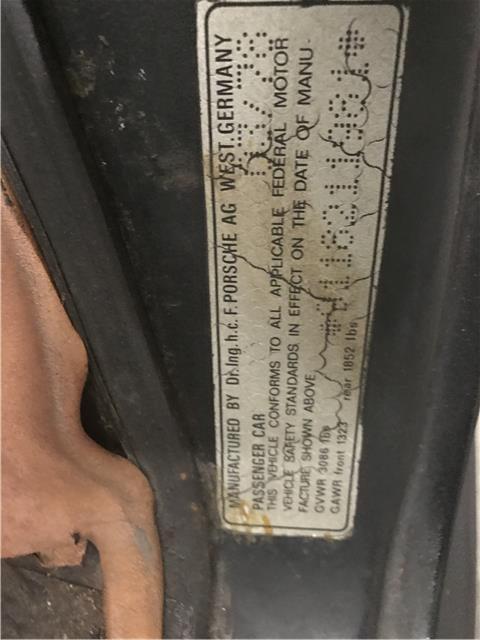 MANUFACTURED BY Dr.Ing.h.c.F.PORSCHE AG WEST.GERMANY
PASSENGER CAR
THIS VEHICLE CONFORMS TO ALL APPLICABLE FEDERAL MOTOR
VEHICLE SAFETY STANDARDS IN EFFECT ON THE DATE OF MANU-
FACTURE SHOWN ABOVE
GVWR 3086 lbs
GAWR front 1323 rear 1852 lbs